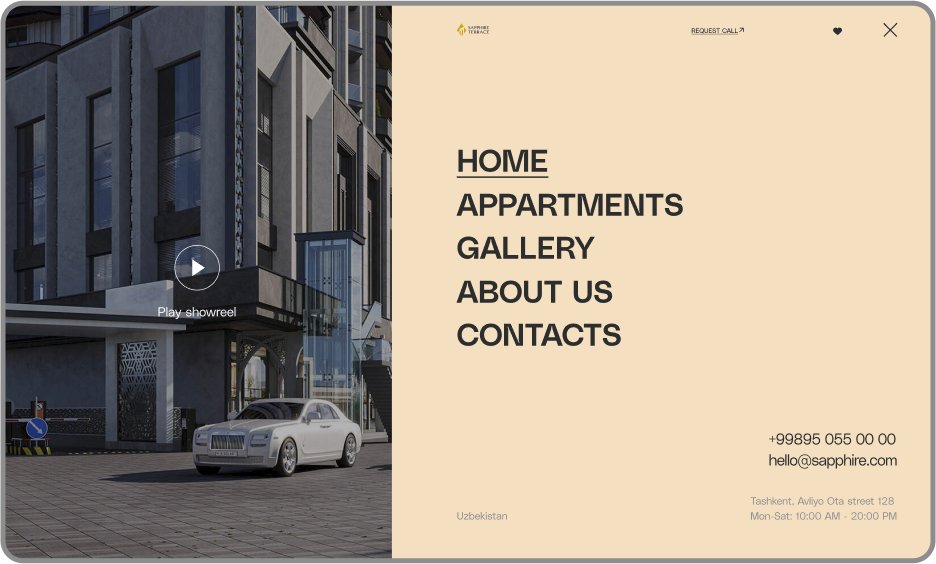 SAPPHIRE
TERRACE
REQUEST CALL
HOME
APPARTMENTS
GALLERY
ABOUT US
CONTACTS
Play showreel
+99895 055 00 00
hello@sapphire.com
Tashkent, Avliyo Ota street 128
Uzbekistan
Mon-Sat: 10:00 AM - 20:00 PM